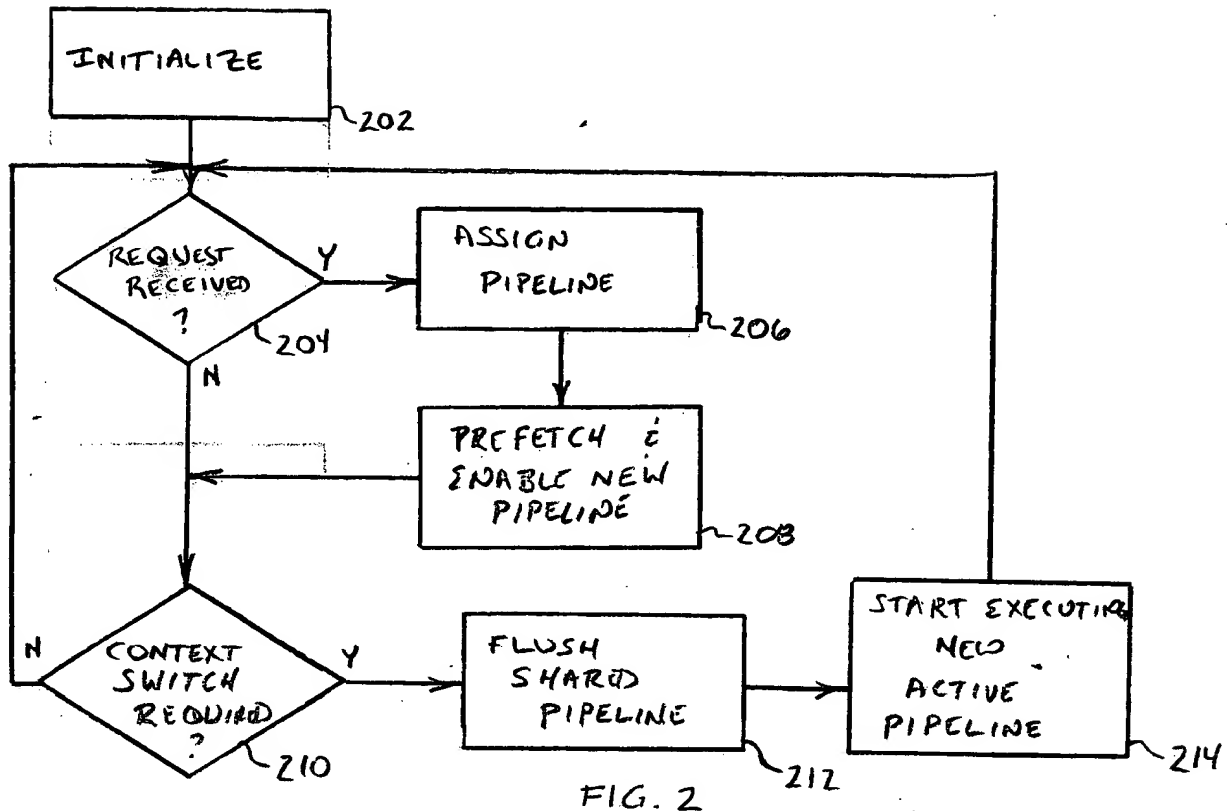 INITIALIZE
202
REQUEST
RECEIVED
?
Y
204
N
ASSIGN
PIPELINE
206
PREFETCH &
ENABLE NEW
PIPELINE
208
N
CONTEXT
SWITCH
REQUIRED
?
Y
210
FLUSH
SHARED
PIPELINE
212
START EXECUTING
NEW
ACTIVE
PIPELINE
214
FIG. 2